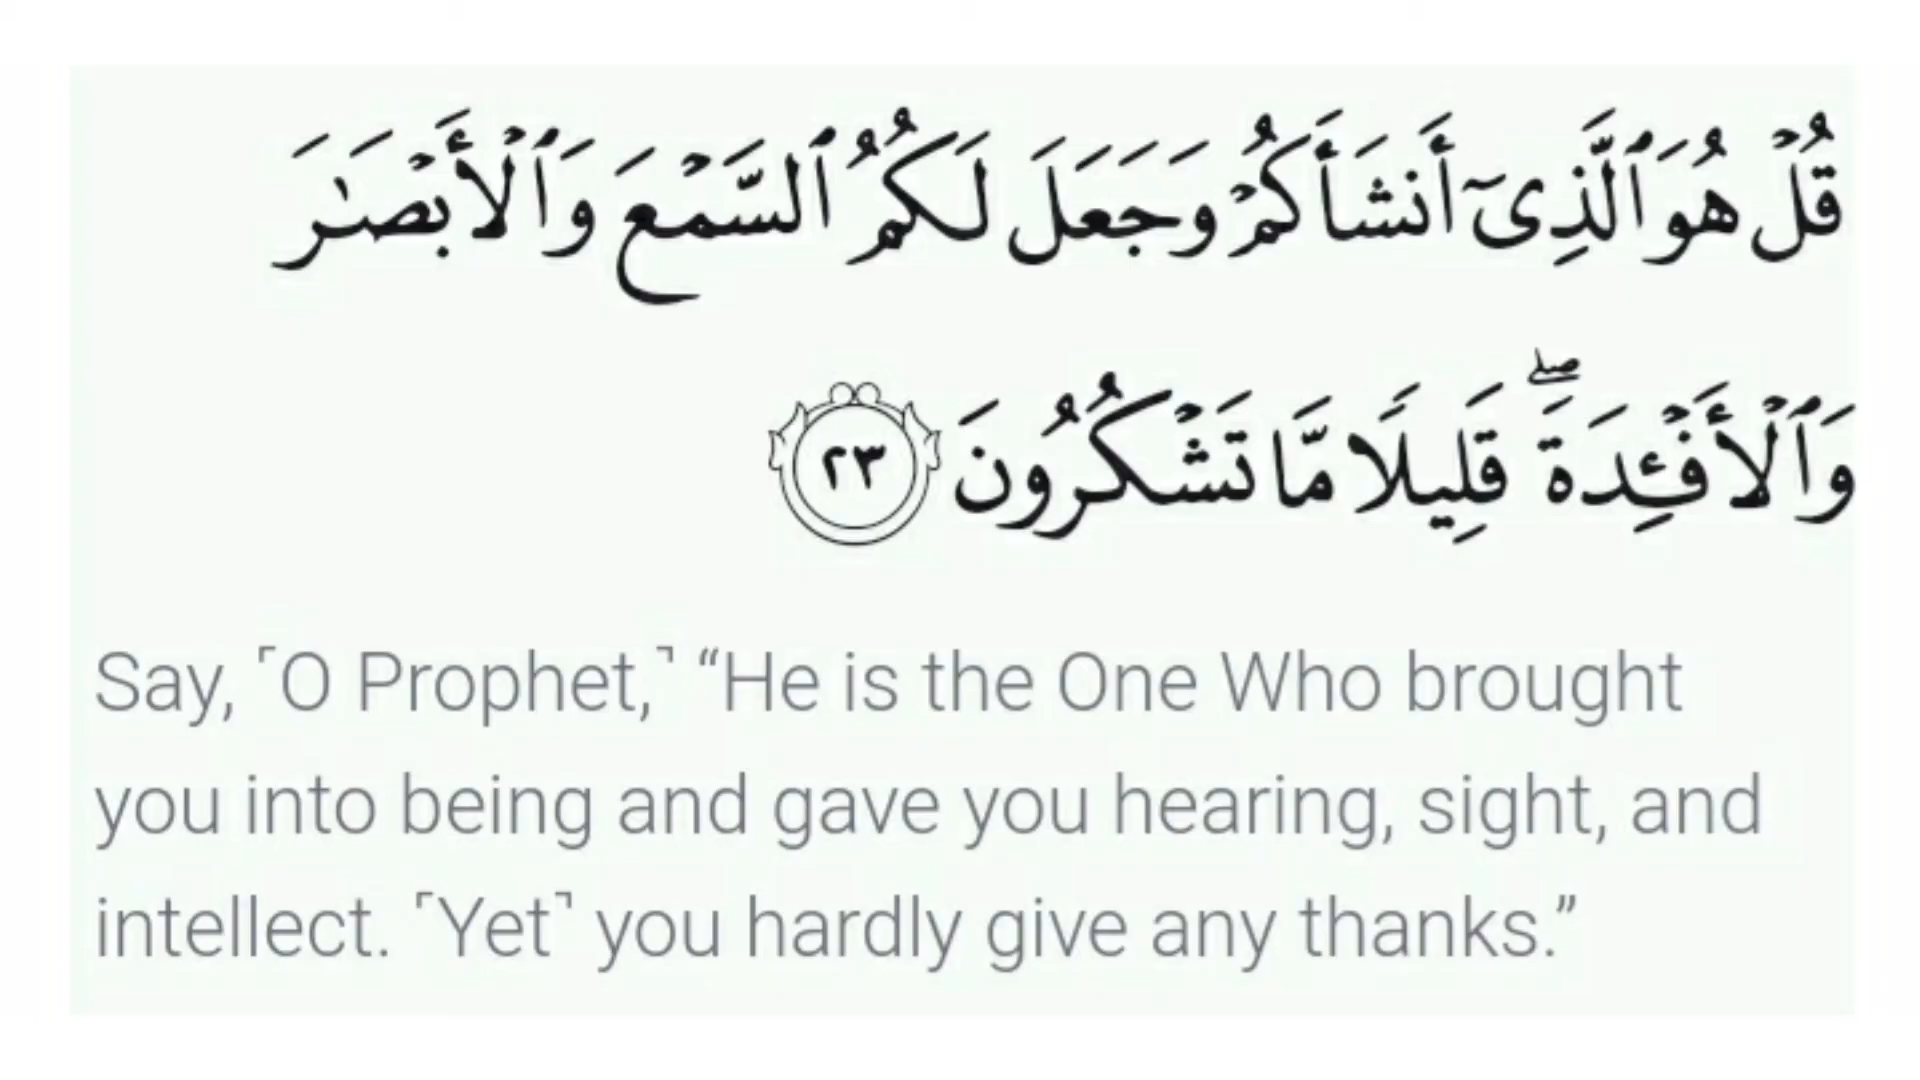 قُلۡ هُوَ ٱلَّذِىٓ أَنشَأَكُمۡ وَجَعَلَ لَكُمُ ٱلسَّمۡعَ وَٱلۡأَبۡصَـٰرَ
وَٱلۡأَفۡـِٔدَةَۖ قَلِيلًا مَّا تَشۡكُرُونَ ٢٣
Say, ˹O Prophet,˺ “He is the One Who brought
you into being and gave you hearing, sight, and
intellect. ˹Yet˺ you hardly give any thanks.”